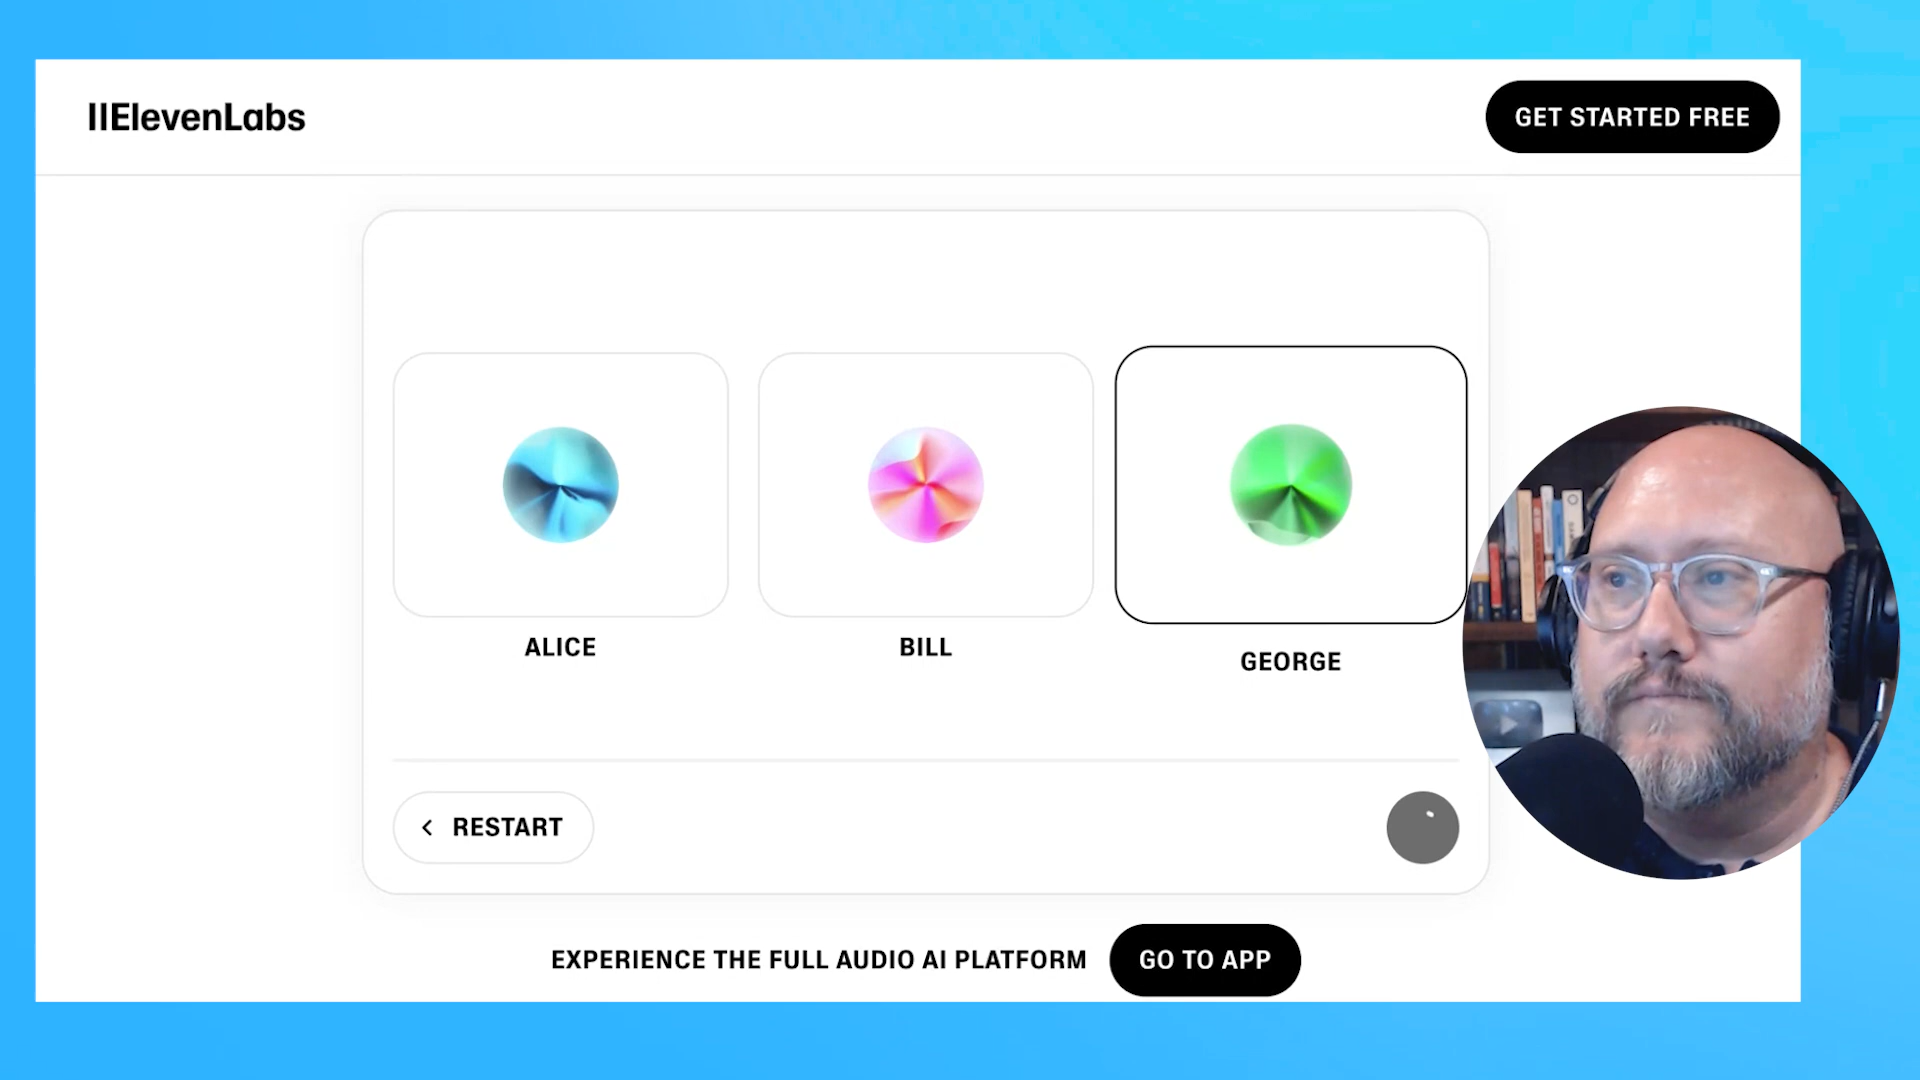 IIElevenLabs
GET STARTED FREE
ALICE
BILL
GEORGE
RESTART
EXPERIENCE THE FULL AUDIO AI PLATFORM
GO TO APP